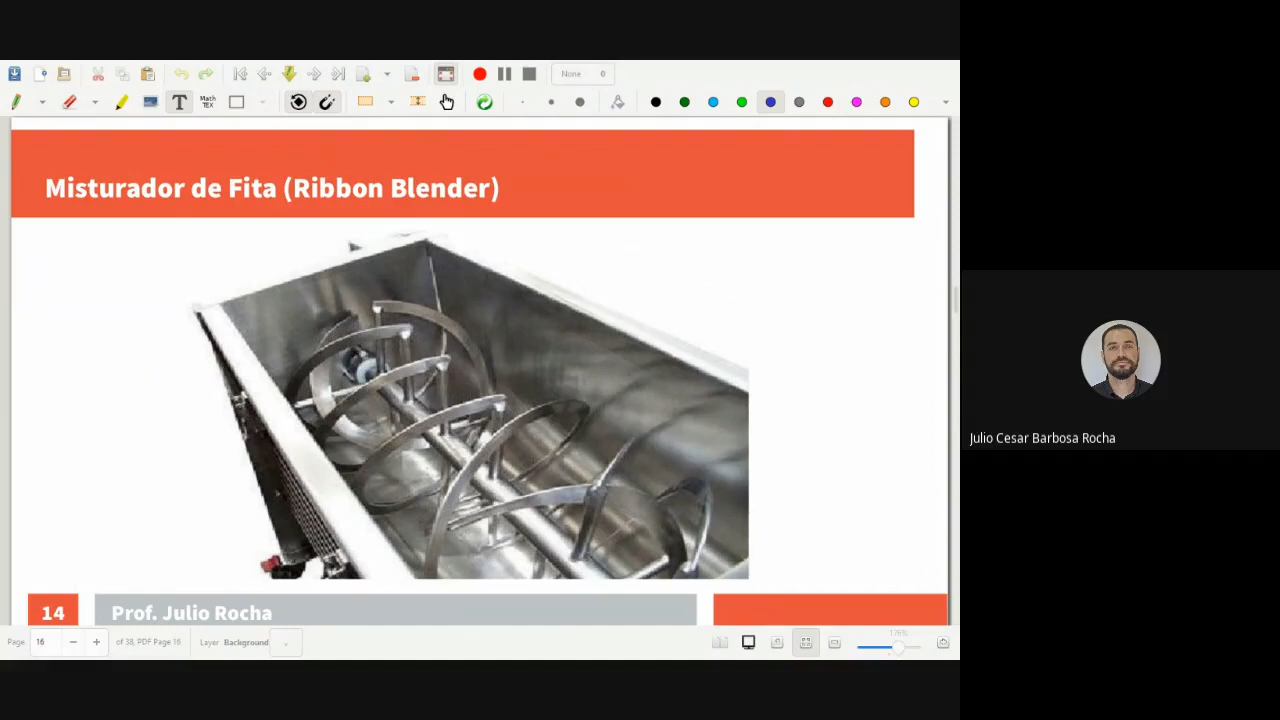 None 0
Math
TEX
T
Misturador de Fita (Ribbon Blender)
14 Prof. Julio Rocha
Page 16 of 38, PDF Page 16 Layer Background
176%
Julio Cesar Barbosa Rocha